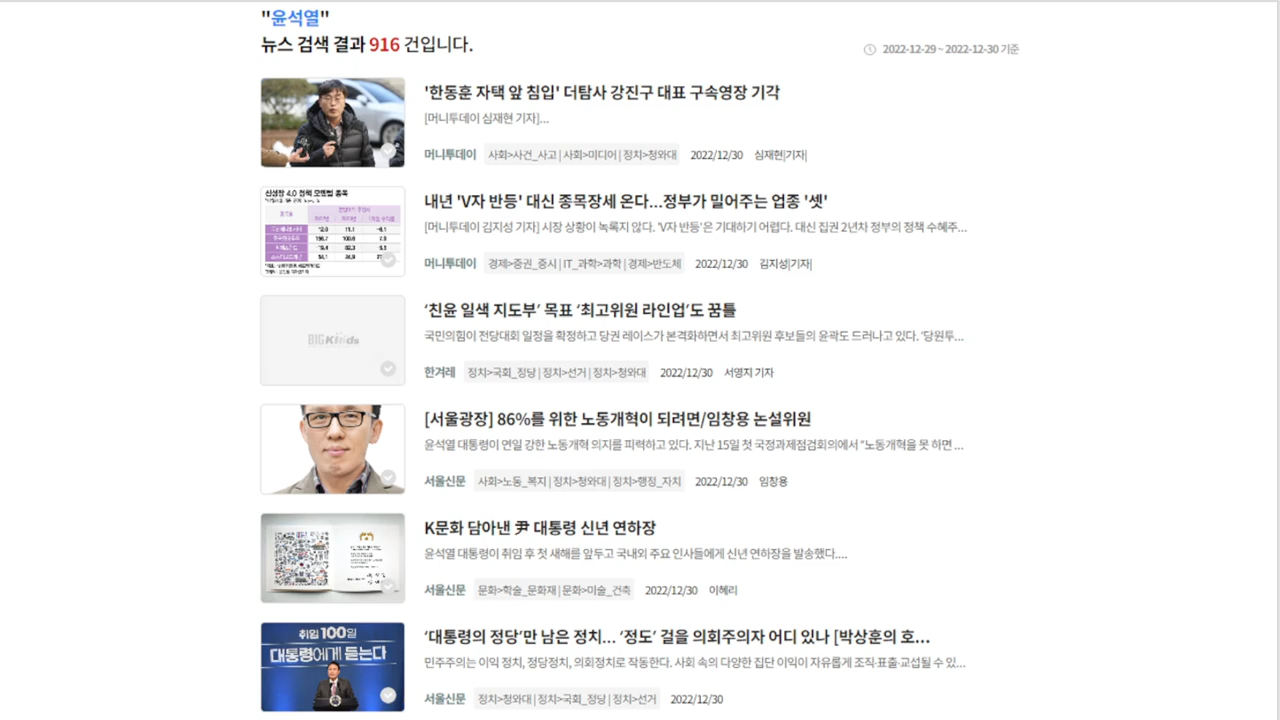 "윤석열"
뉴스 검색 결과 916 건입니다.
2022-12-29 ~ 2022-12-30 기준
'한동훈 자택 앞 침입' 더탐사 강진구 대표 구속영장 기각
[머니투데이 심재현 기자]...
머니투데이 사회>사건_사고 | 사회>미디어 | 정치>청와대 2022/12/30 심재현|기자|
신성장 4.0 정책 모멘텀 종목
내년 'V자 반등' 대신 종목장세 온다...정부가 밀어주는 업종 '셋'
[머니투데이 김지성 기자] 시장 상황이 녹록지 않다. 'V자 반등'은 기대하기 어렵다. 대신 집권 2년차 정부의 정책 수혜주...
머니투데이 경제>증권_증시 | IT_과학>과학 | 경제>반도체 2022/12/30 김지성|기자|
BIGKinds
‘친윤 일색 지도부’ 목표 ‘최고위원 라인업’도 꿈틀
국민의힘이 전당대회 일정을 확정하고 당권 레이스가 본격화하면서 최고위원 후보들의 윤곽도 드러나고 있다. ‘당원투...
한겨레 정치>국회_정당 | 정치>선거 | 정치>청와대 2022/12/30 서영지 기자
[서울광장] 86%를 위한 노동개혁이 되려면/임창용 논설위원
윤석열 대통령이 연일 강한 노동개혁 의지를 피력하고 있다. 지난 15일 첫 국정과제점검회의에서 “노동개혁을 못 하면 ...
서울신문 사회>노동_복지 | 정치>청와대 | 정치>행정_자치 2022/12/30 임창용
K문화 담아낸 尹 대통령 신년 연하장
윤석열 대통령이 취임 후 첫 새해를 앞두고 국내외 주요 인사들에게 신년 연하장을 발송했다....
서울신문 문화>학술_문화재 | 문화>미술_건축 2022/12/30 이혜리
취임 100일
대통령에게 듣는다
‘대통령의 정당’만 남은 정치... ‘정도’ 걸을 의회주의자 어디 있나 [박상훈의 호...
민주주의는 이익 정치, 정당정치, 의회정치로 작동한다. 사회 속의 다양한 집단 이익이 자유롭게 조직·표출·교섭될 수 있...
서울신문 정치>청와대 | 정치>국회_정당 | 정치>선거 2022/12/30